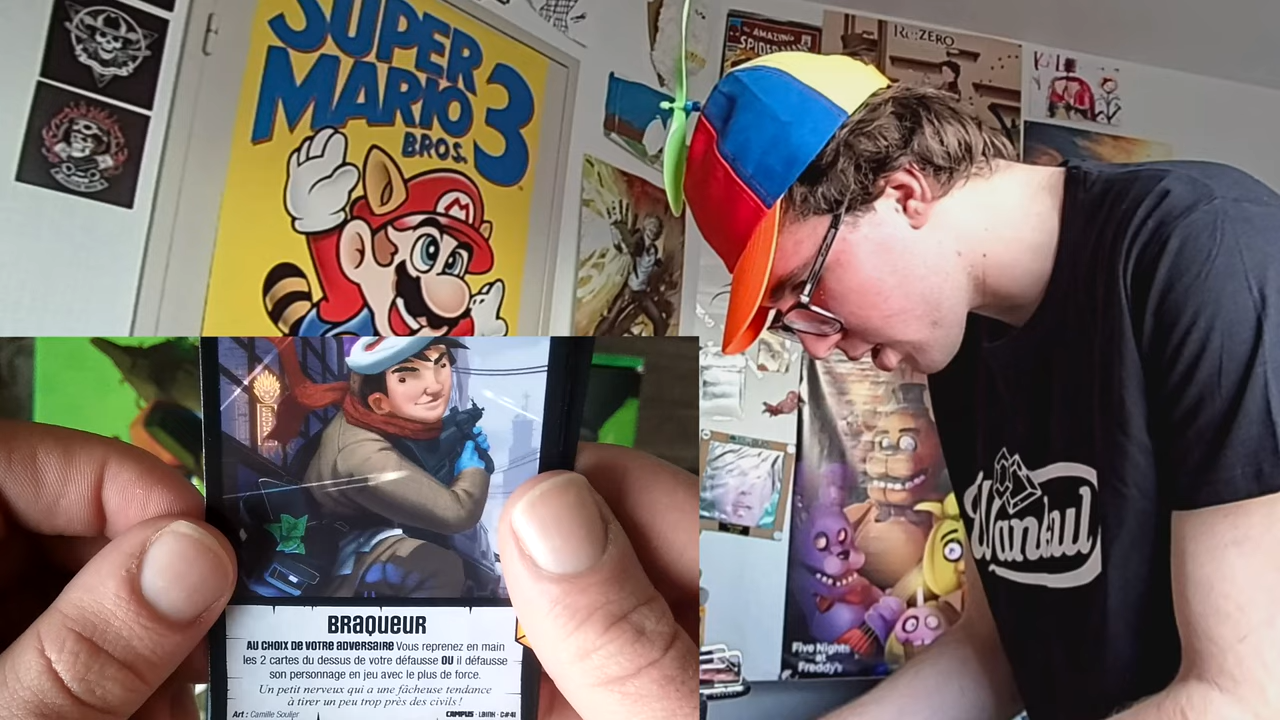 SUPER
MARIO
BROS. 3
THE AMAZING
SPIDER-MAN
Re:ZERO
Wankul
Five Nights
at
Freddy's
BRAQUEUR
AU CHOIX DE VOTRE ADVERSAIRE Vous reprenez en main
les 2 cartes du dessus de votre défausse OU il défausse
son personnage en jeu avec le plus de force.
Un petit nerveux qui a une fâcheuse tendance
à tirer un peu trop près des civils !
Art : Camille Soulier
CAMPUS